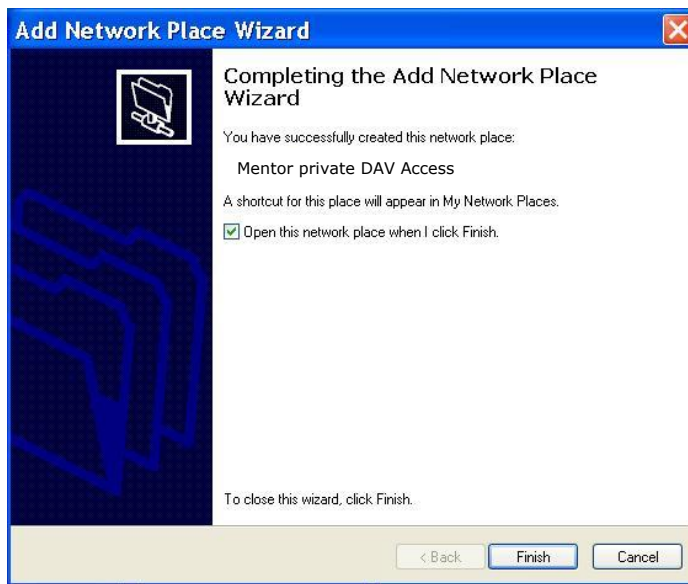 Add Network Place Wizard
Completing the Add Network Place
Wizard
You have successfully created this network place:
Mentor private DAV Access
A shortcut for this place will appear in My Network Places.
Open this network place when I click Finish.
To close this wizard, click Finish.
< Back Finish Cancel